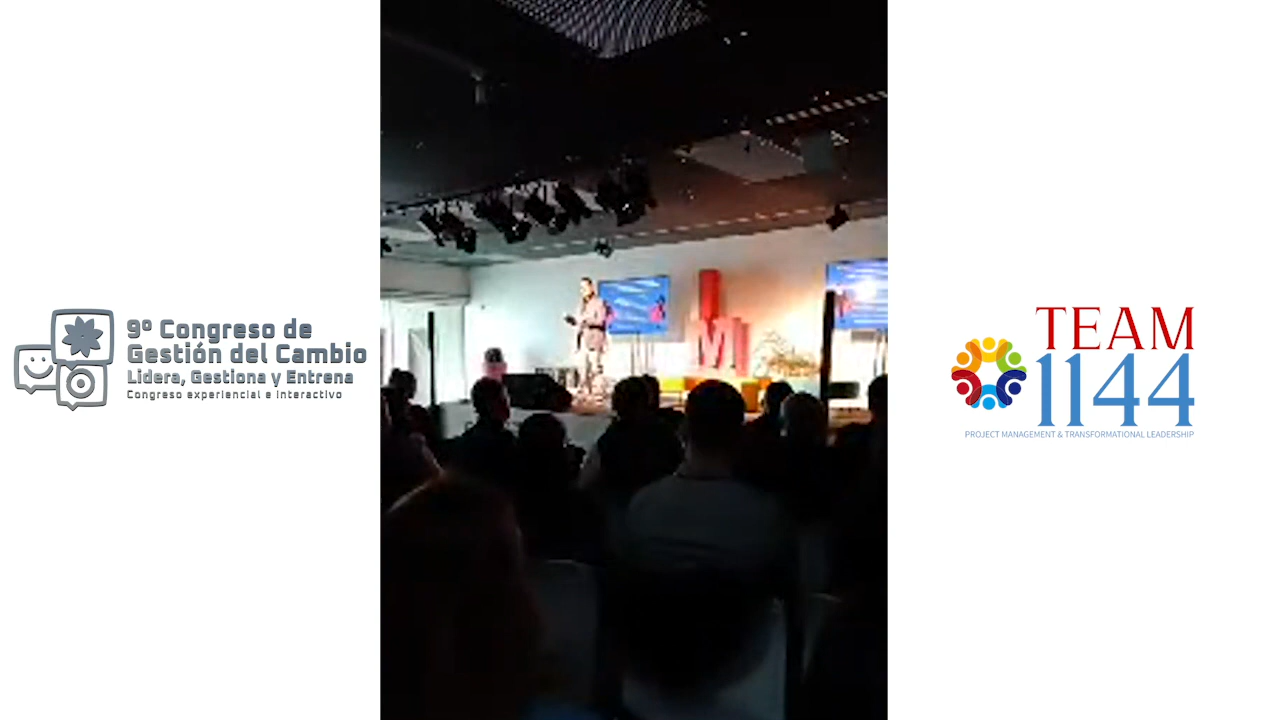 9º Congreso de
Gestión del Cambio
Lidera, Gestiona y Entrena
Congreso experiencial e interactivo
TEAM
1144
PROJECT MANAGEMENT & TRANSFORMATIONAL LEADERSHIP